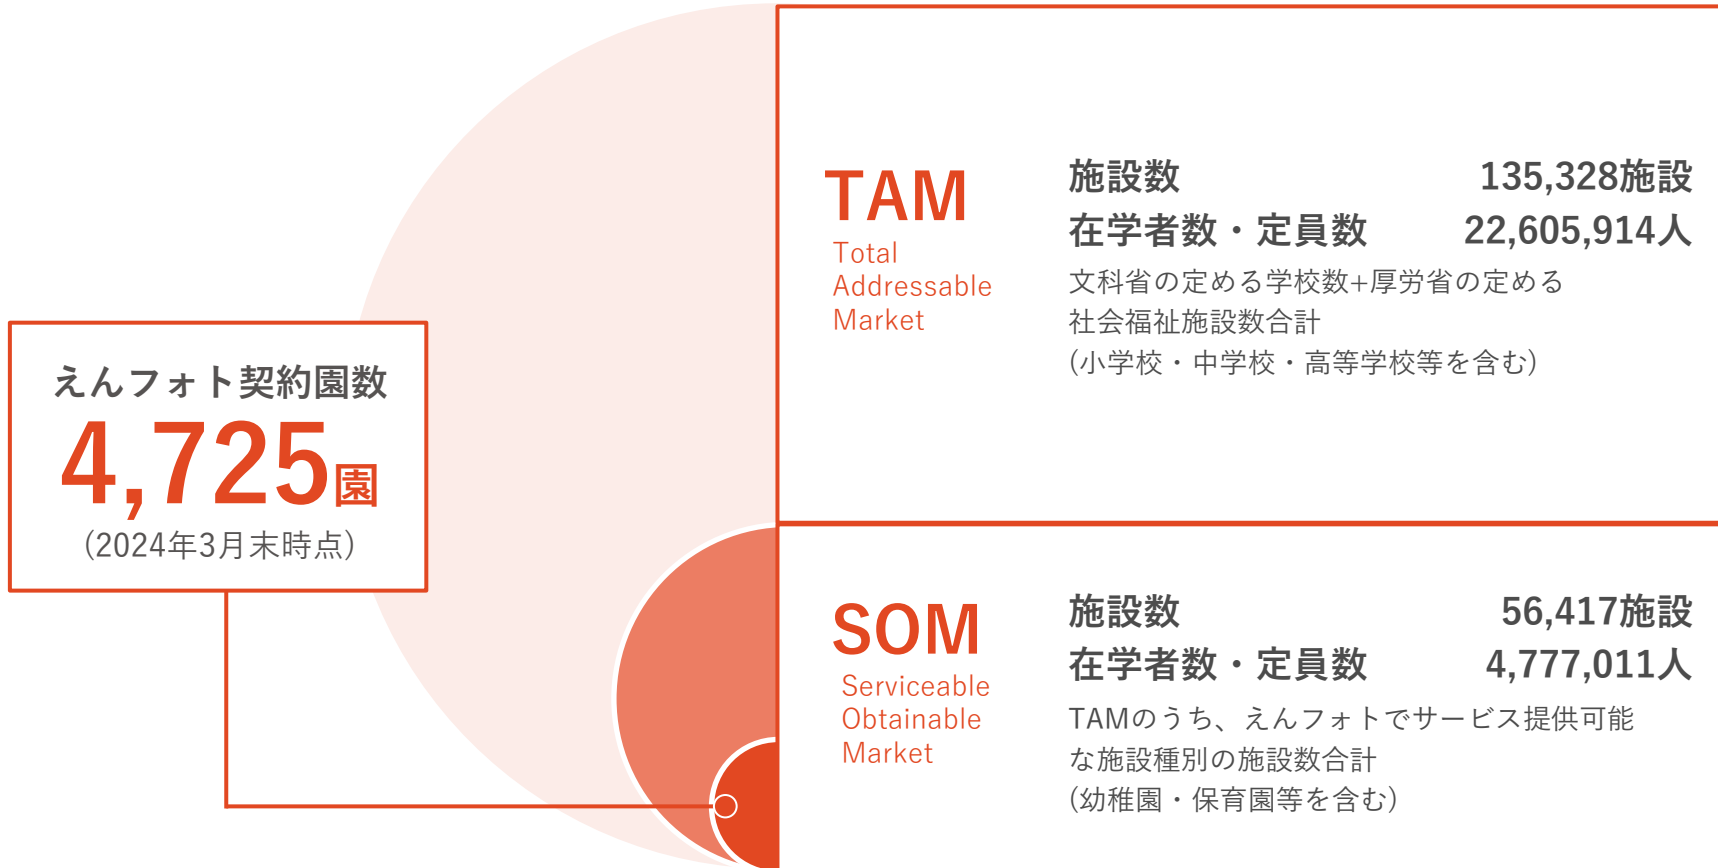 えんフォト契約園数
4,725園
(2024年3月末時点)
TAM
Total
Addressable
Market
施設数 135,328施設
在学者数・定員数 22,605,914人
文科省の定める学校数+厚労省の定める
社会福祉施設数合計
(小学校・中学校・高等学校等を含む)
SOM
Serviceable
Obtainable
Market
施設数 56,417施設
在学者数・定員数 4,777,011人
TAMのうち、えんフォトでサービス提供可能
な施設種別の施設数合計
(幼稚園・保育園等を含む)